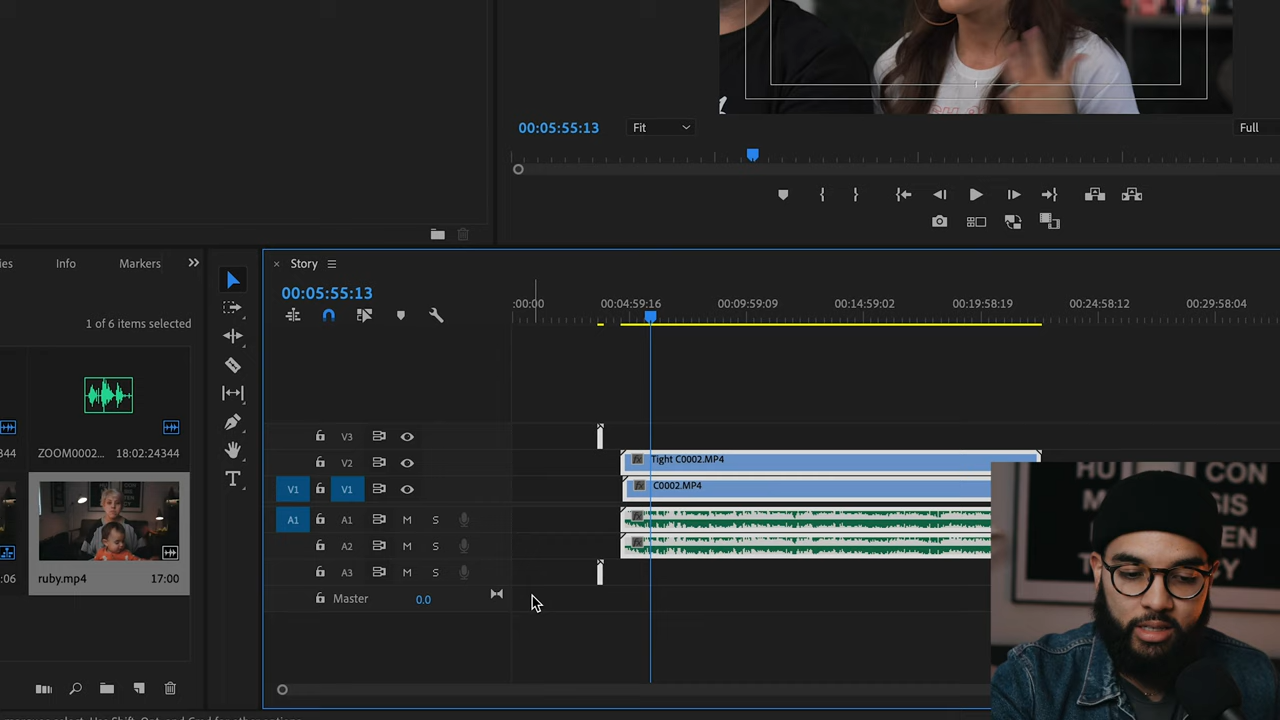 00:05:55:13
Fit
Full
ies
Info
Markers
Story
00:05:55:13
:00:00
00:04:59:16
00:09:59:09
00:14:59:02
00:19:58:19
00:24:58:12
00:29:58:04
1 of 6 items selected
344
ZOOM0002...
18:02:24344
:06
ruby.mp4
17:00
V3
V2
Tight C0002.MP4
V1
V1
C0002.MP4
A1
A1
M
S
A2
M
S
A3
M
S
Master
0.0